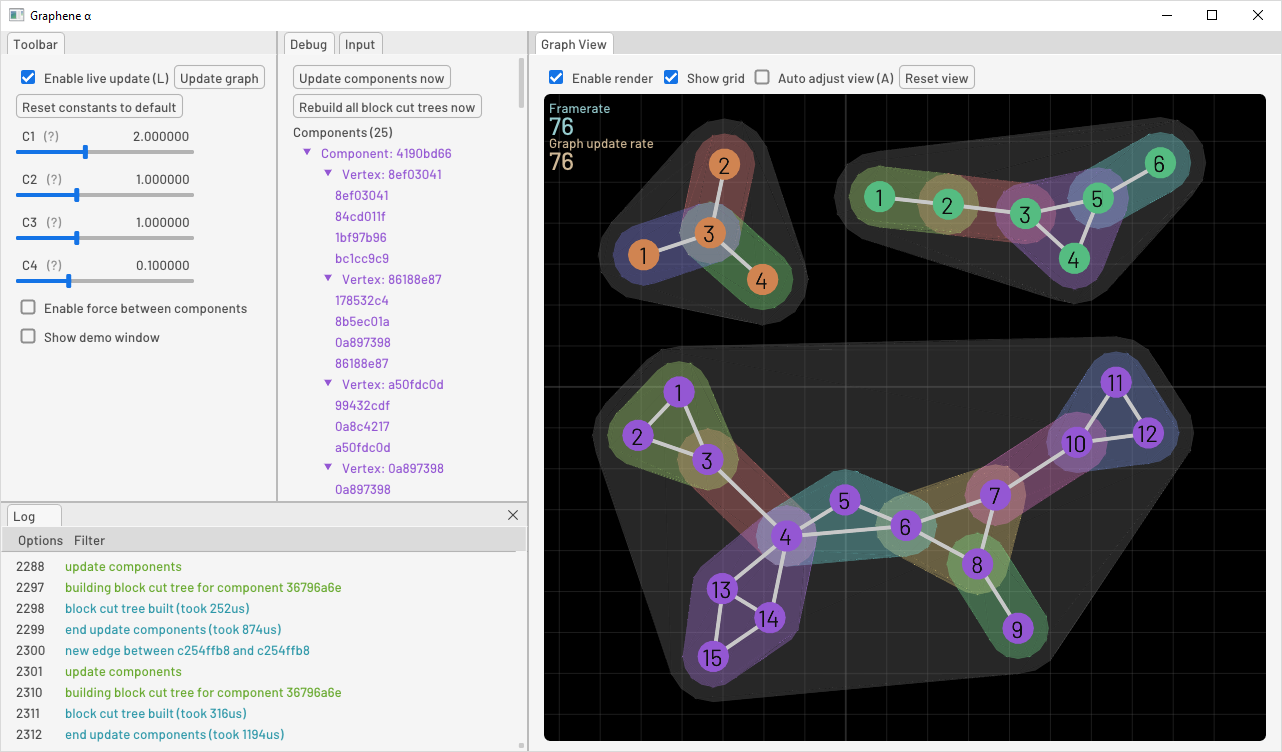 Graphene α
Toolbar
Enable live update (L)
Update graph
Reset constants to default
C1 (?) 2.000000
C2 (?) 1.000000
C3 (?) 1.000000
C4 (?) 0.100000
Enable force between components
Show demo window
Debug Input
Update components now
Rebuild all block cut trees now
Components (25)
Component: 4190bd66
Vertex: 8ef03041
8ef03041
84cd011f
1bf97b96
bc1cc9c9
Vertex: 86188e87
178532c4
8b5ec01a
0a897398
86188e87
Vertex: a50fdc0d
99432cdf
0a8c4217
a50fdc0d
Vertex: 0a897398
0a897398
Log
Options Filter
2288 update components
2297 building block cut tree for component 36796a6e
2298 block cut tree built (took 252us)
2299 end update components (took 874us)
2300 new edge between c254ffb8 and c254ffb8
2301 update components
2310 building block cut tree for component 36796a6e
2311 block cut tree built (took 316us)
2312 end update components (took 1194us)
Graph View
Enable render Show grid Auto adjust view (A) Reset view
Framerate
76
Graph update rate
76
2
3
1
4
6
1
2
3
5
4
11
1
12
2
10
3
7
5
6
4
8
13
14
9
15